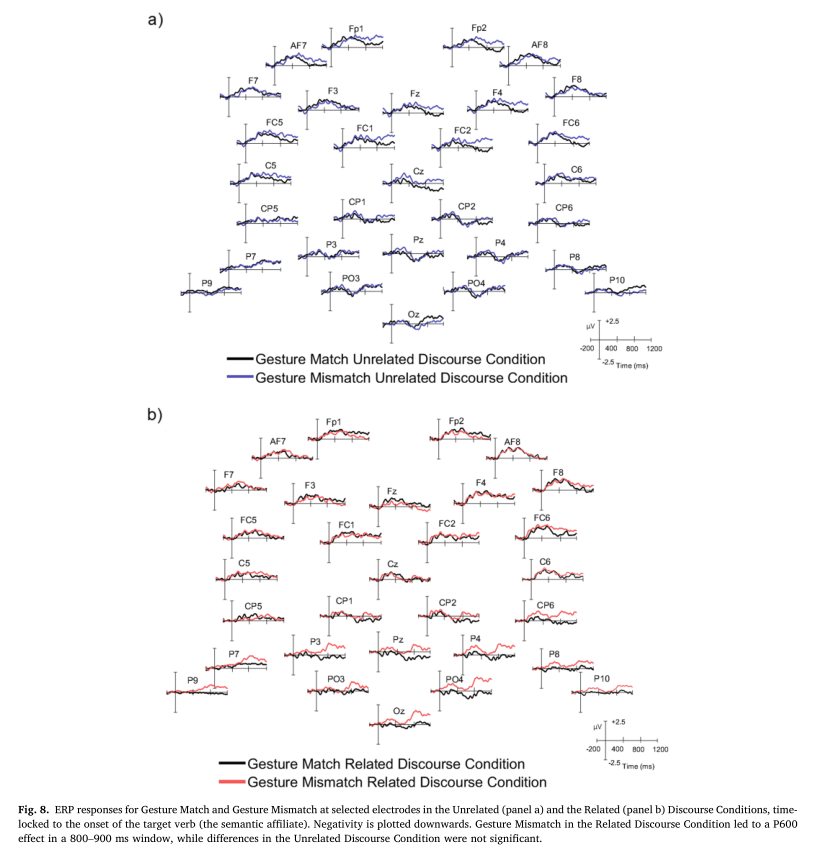 a)
Fp1 Fp2
AF7 AF8
F7 F8
F3 Fz F4
FC5 FC1 FC2 FC6
C5 Cz C6
CP5 CP1 CP2 CP6
P3 Pz P4
P7 P8
P9 PO3 PO4 P10
Oz
µV +2.5
-200 400 800 1200
-2.5 Time (ms)
Gesture Match Unrelated Discourse Condition
Gesture Mismatch Unrelated Discourse Condition
b)
Fp1 Fp2
AF7 AF8
F7 F8
F3 Fz F4
FC5 FC1 FC2 FC6
C5 Cz C6
CP5 CP1 CP2 CP6
P3 Pz P4
P7 P8
P9 PO3 PO4 P10
Oz
µV +2.5
-200 400 800 1200
-2.5 Time (ms)
Gesture Match Related Discourse Condition
Gesture Mismatch Related Discourse Condition
Fig. 8. ERP responses for Gesture Match and Gesture Mismatch at selected electrodes in the Unrelated (panel a) and the Related (panel b) Discourse Conditions, time-
locked to the onset of the target verb (the semantic affiliate). Negativity is plotted downwards. Gesture Mismatch in the Related Discourse Condition led to a P600
effect in a 800–900 ms window, while differences in the Unrelated Discourse Condition were not significant.